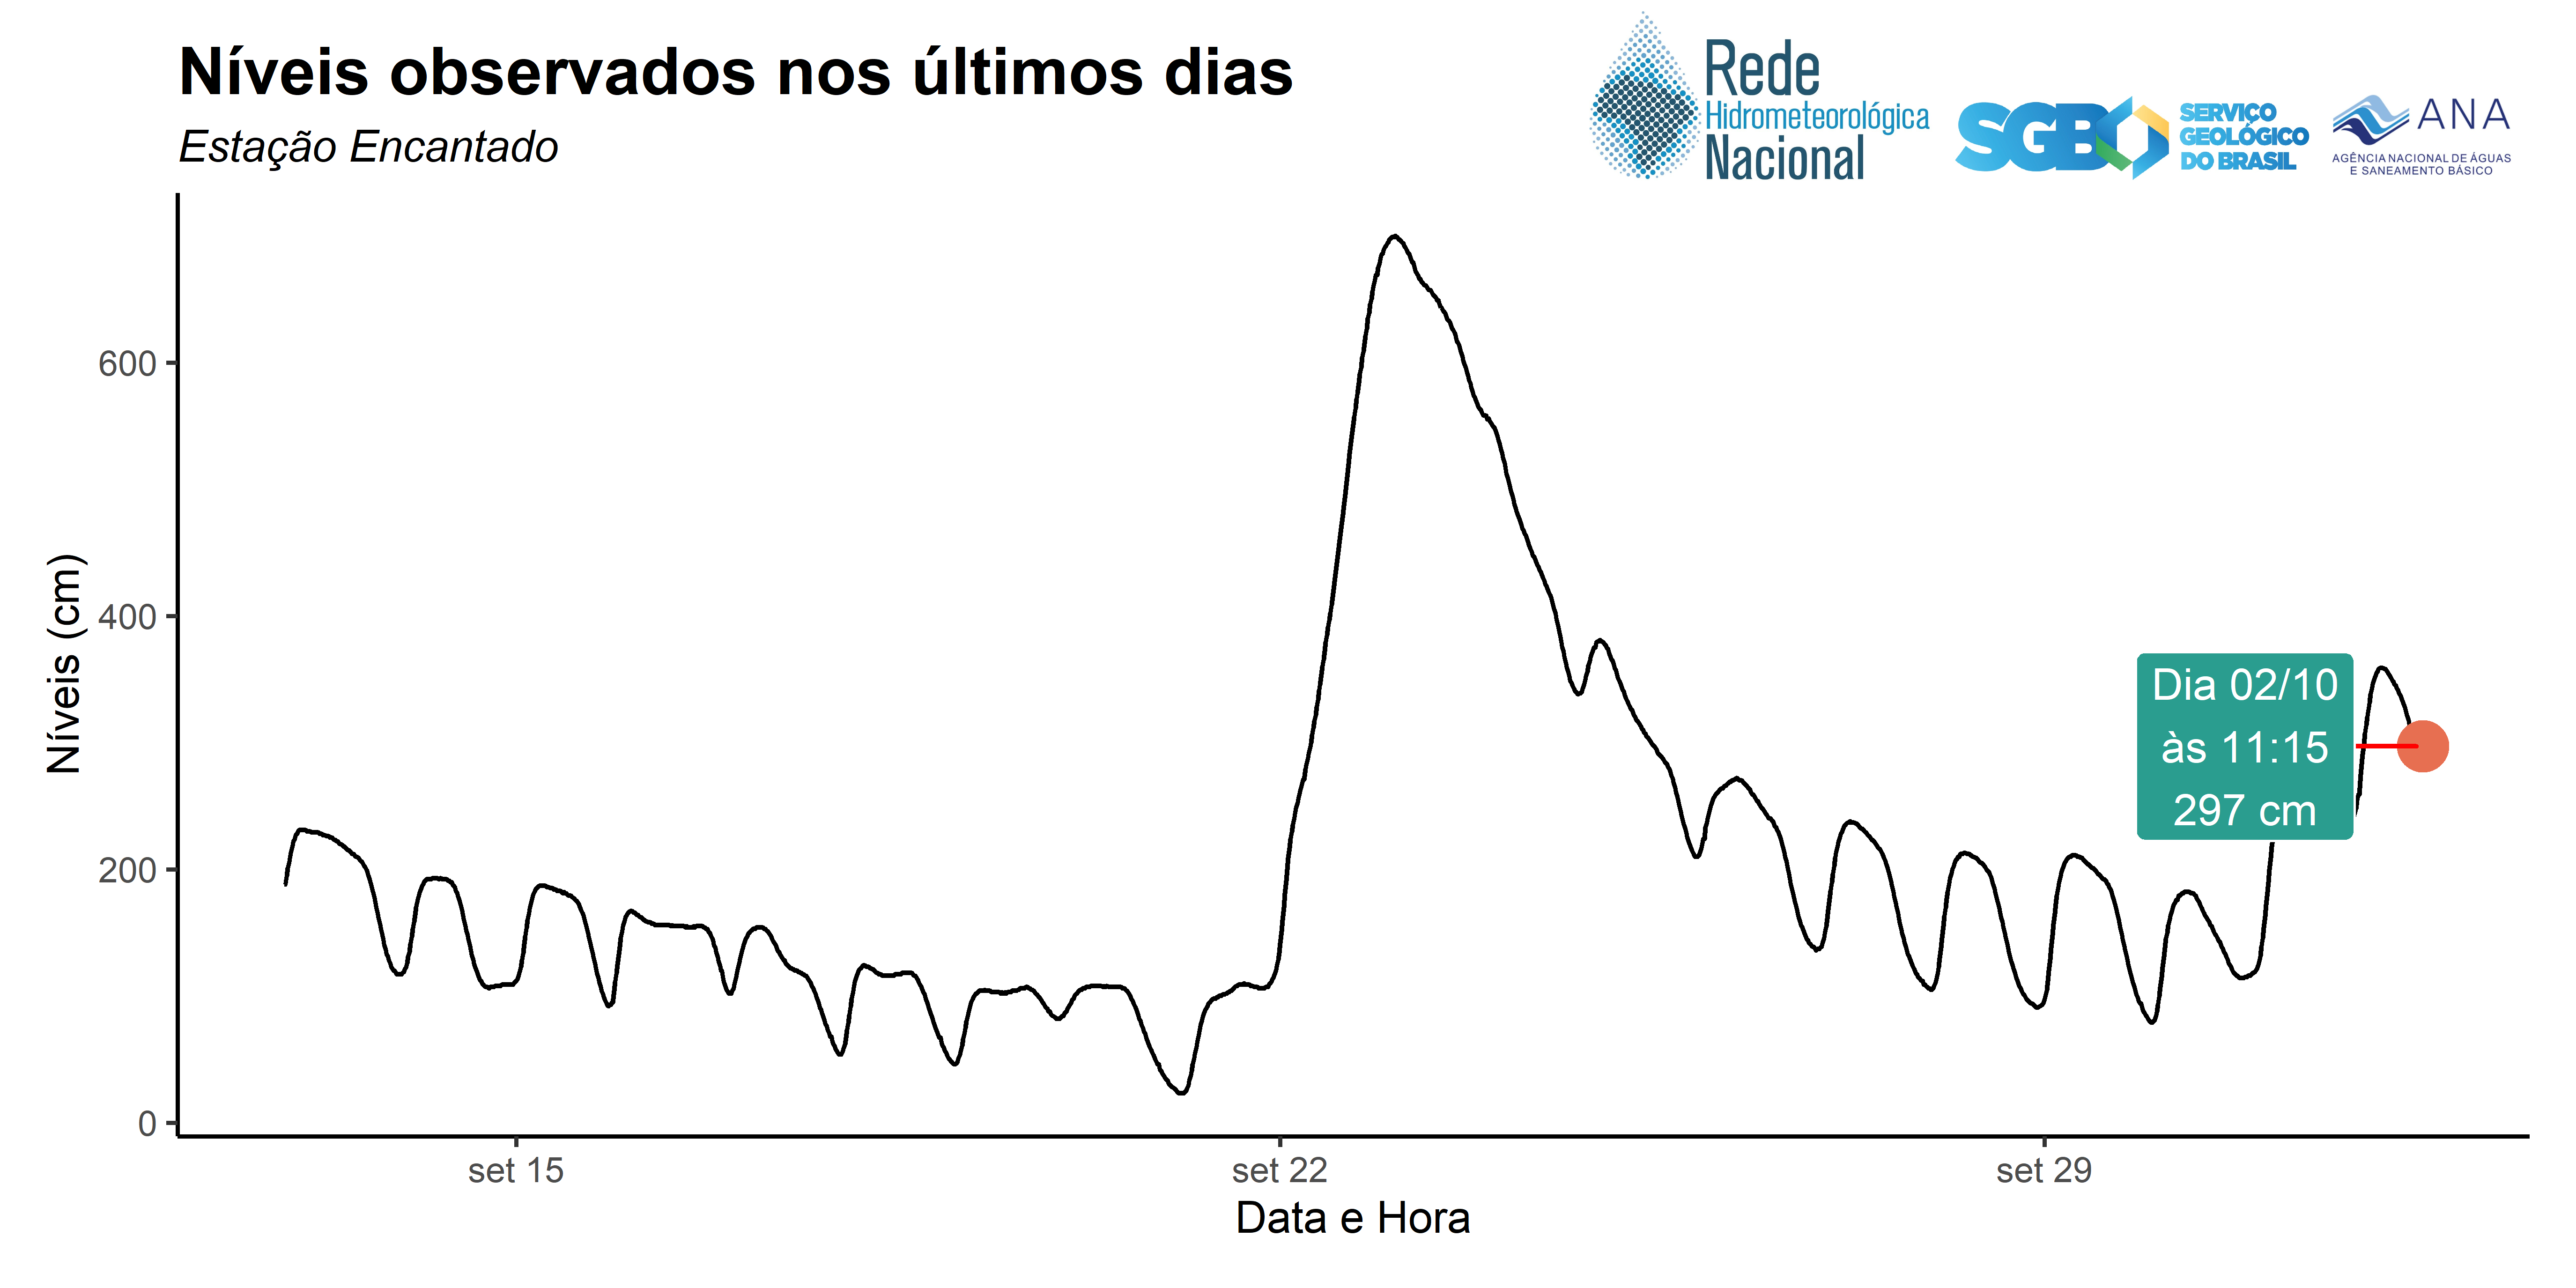 Níveis observados nos últimos dias
Estação Encantado
Rede
Hidrometeorológica
Nacional
SGB
SERVIÇO
GEOLÓGICO
DO BRASIL
ANA
AGÊNCIA NACIONAL DE ÁGUAS
E SANEAMENTO BÁSICO
Níveis (cm)
600
400
200
0
Dia 02/10
às 11:15
297 cm
set 15
set 22
set 29
Data e Hora